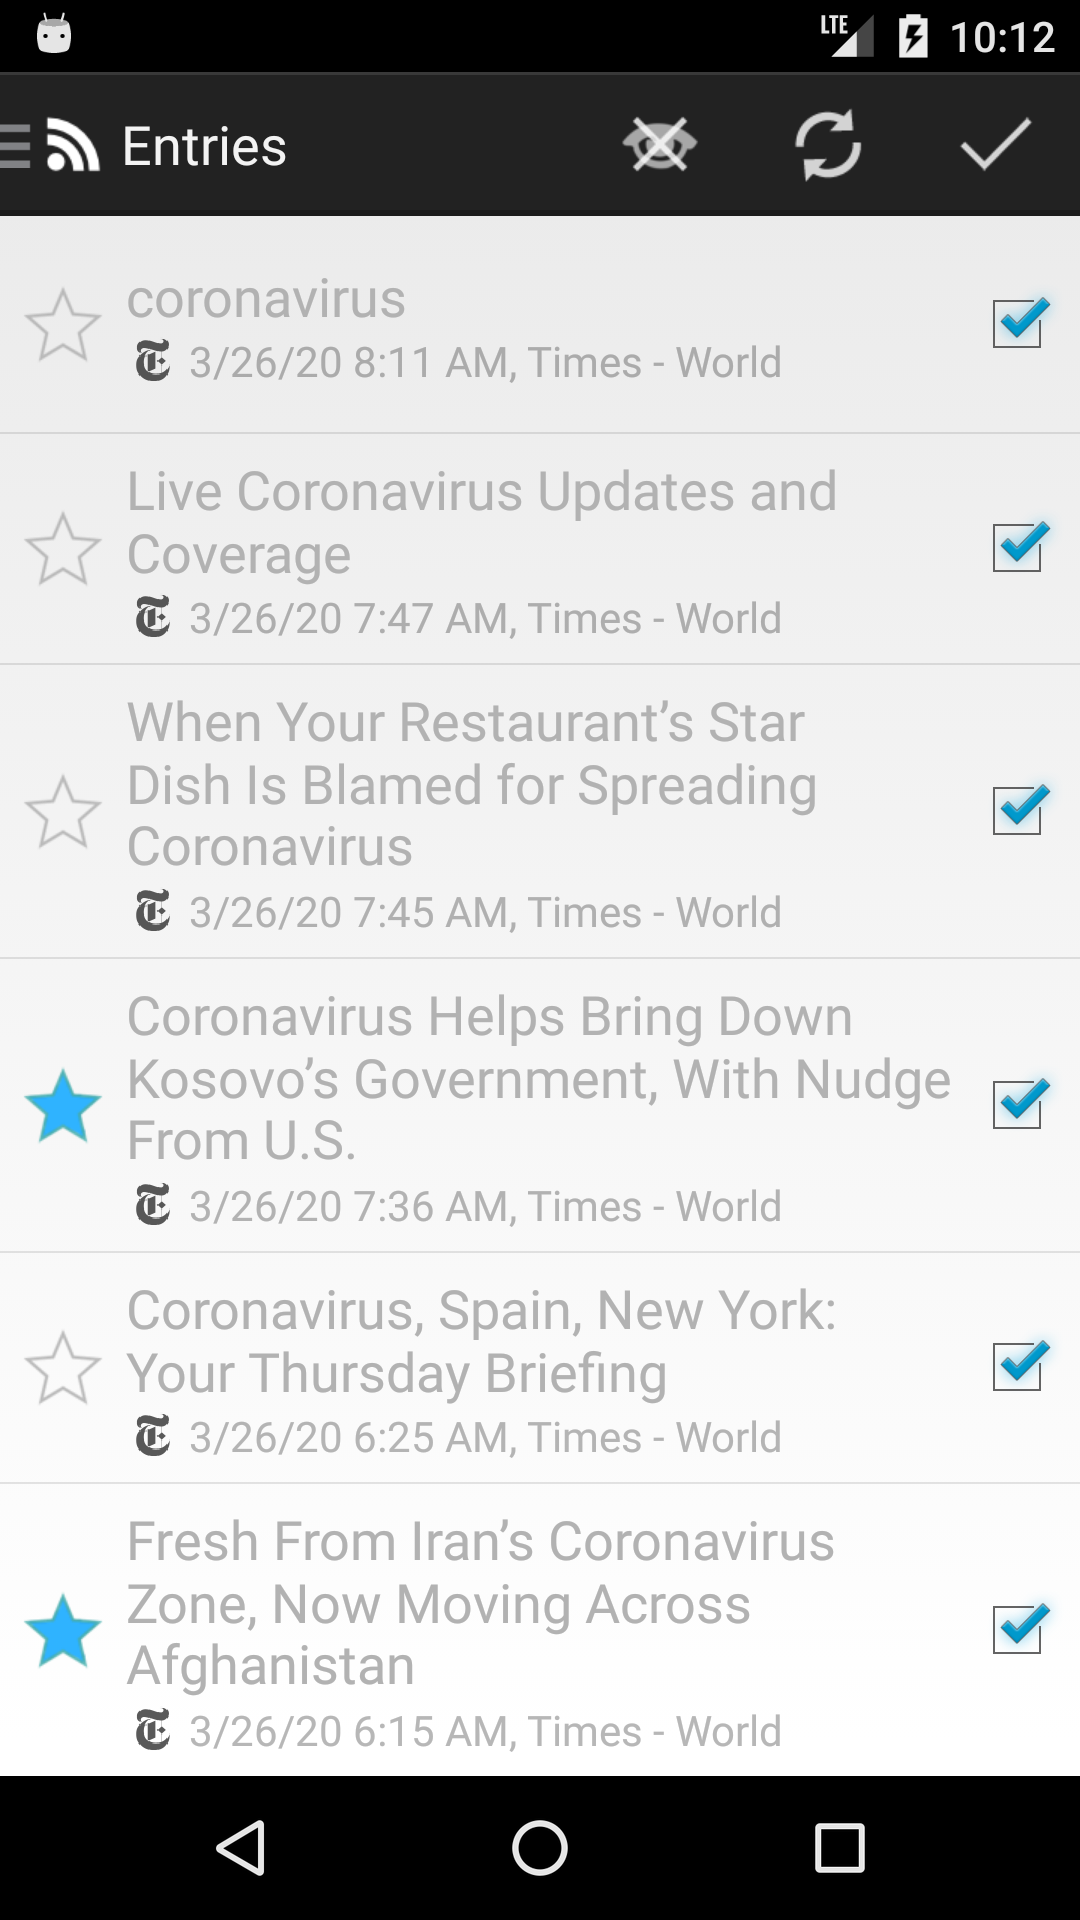 LTE 10:12
Entries
coronavirus
3/26/20 8:11 AM, Times - World
Live Coronavirus Updates and
Coverage
3/26/20 7:47 AM, Times - World
When Your Restaurant’s Star
Dish Is Blamed for Spreading
Coronavirus
3/26/20 7:45 AM, Times - World
Coronavirus Helps Bring Down
Kosovo’s Government, With Nudge
From U.S.
3/26/20 7:36 AM, Times - World
Coronavirus, Spain, New York:
Your Thursday Briefing
3/26/20 6:25 AM, Times - World
Fresh From Iran’s Coronavirus
Zone, Now Moving Across
Afghanistan
3/26/20 6:15 AM, Times - World